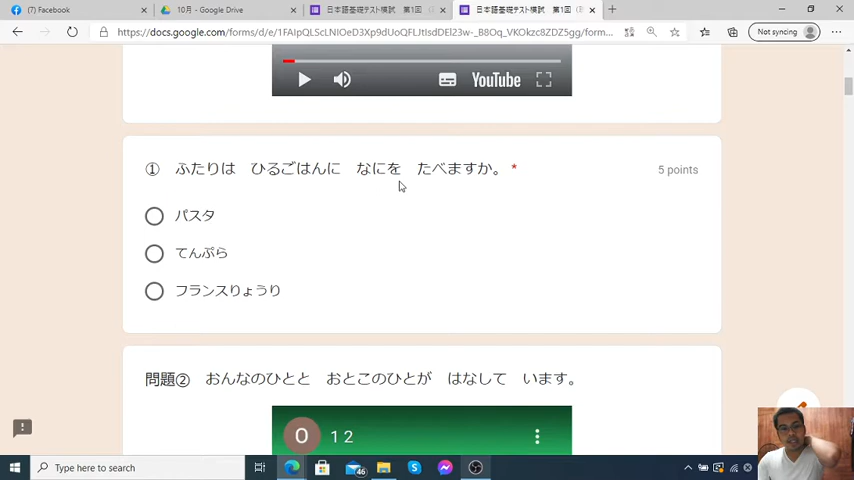 (7) Facebook
10月 - Google Drive
日本語基礎テスト模試　第1回
日本語基礎テスト模試　第1回　(
https://docs.google.com/forms/d/e/
Not syncing
YouTube
① ふたりは　ひるごはんに　なにを　たべますか。 *
5 points
パスタ
てんぷら
フランスりょうり
問題② おんなのひとと　おとこのひとが　はなして　います。
O 1 2
Type here to search
46